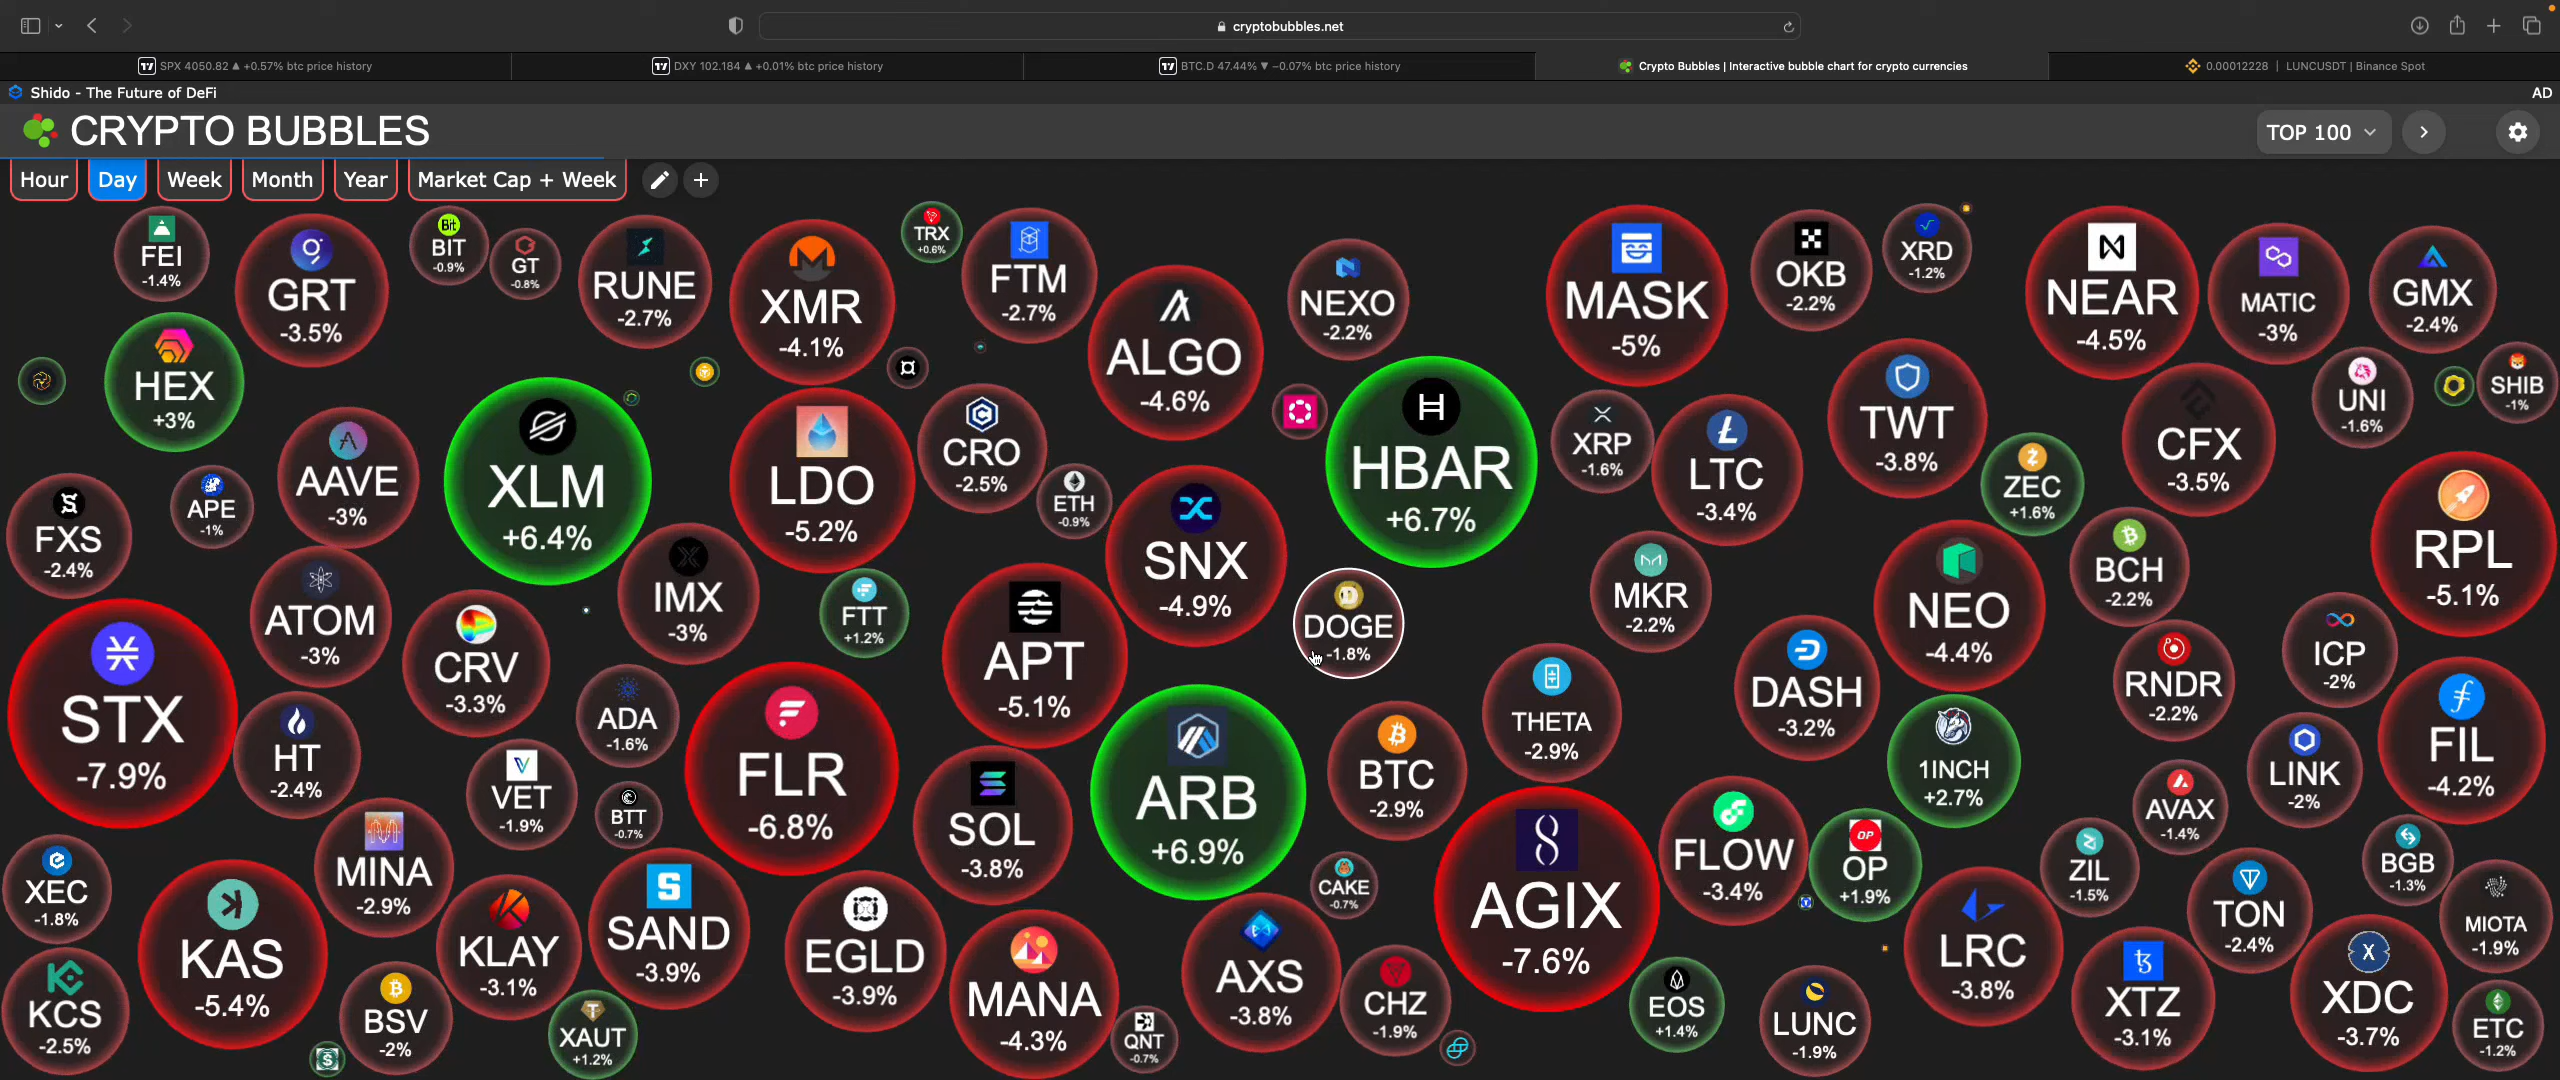 cryptobubbles.net
SPX 4050.82 ▲ +0.57% btc price history
DXY 102.184 ▲ +0.01% btc price history
BTC.D 47.44% ▼ −0.07% btc price history
Crypto Bubbles | Interactive bubble chart for crypto currencies
0.00012228 | LUNCUSDT | Binance Spot
Shido - The Future of DeFi
AD
CRYPTO BUBBLES
TOP 100
Hour
Day
Week
Month
Year
Market Cap + Week
FEI
-1.4%
GRT
-3.5%
Bit
BIT
-0.9%
GT
-0.8%
RUNE
-2.7%
XMR
-4.1%
TRX
+0.6%
FTM
-2.7%
ALGO
-4.6%
NEXO
-2.2%
MASK
-5%
OKB
-2.2%
XRD
-1.2%
NEAR
-4.5%
MATIC
-3%
GMX
-2.4%
HEX
+3%
AAVE
-3%
XLM
+6.4%
LDO
-5.2%
CRO
-2.5%
ETH
-0.9%
HBAR
+6.7%
XRP
-1.6%
LTC
-3.4%
TWT
-3.8%
ZEC
+1.6%
CFX
-3.5%
UNI
-1.6%
SHIB
-1%
FXS
-2.4%
APE
-1%
ATOM
-3%
IMX
-3%
FTT
+1.2%
SNX
-4.9%
DOGE
-1.8%
MKR
-2.2%
NEO
-4.4%
BCH
-2.2%
RPL
-5.1%
STX
-7.9%
HT
-2.4%
CRV
-3.3%
ADA
-1.6%
FLR
-6.8%
APT
-5.1%
ARB
+6.9%
BTC
-2.9%
THETA
-2.9%
DASH
-3.2%
1INCH
+2.7%
RNDR
-2.2%
ICP
-2%
FIL
-4.2%
VET
-1.9%
BTT
-0.7%
SOL
-3.8%
AVAX
-1.4%
LINK
-2%
XEC
-1.8%
KAS
-5.4%
MINA
-2.9%
KLAY
-3.1%
SAND
-3.9%
EGLD
-3.9%
CAKE
-0.7%
AGIX
-7.6%
FLOW
-3.4%
OP
OP
+1.9%
ZIL
-1.5%
TON
-2.4%
BGB
-1.3%
MIOTA
-1.9%
KCS
-2.5%
BSV
-2%
XAUT
+1.2%
MANA
-4.3%
QNT
-0.7%
AXS
-3.8%
CHZ
-1.9%
EOS
+1.4%
LUNC
-1.9%
LRC
-3.8%
XTZ
-3.1%
XDC
-3.7%
ETC
-1.2%